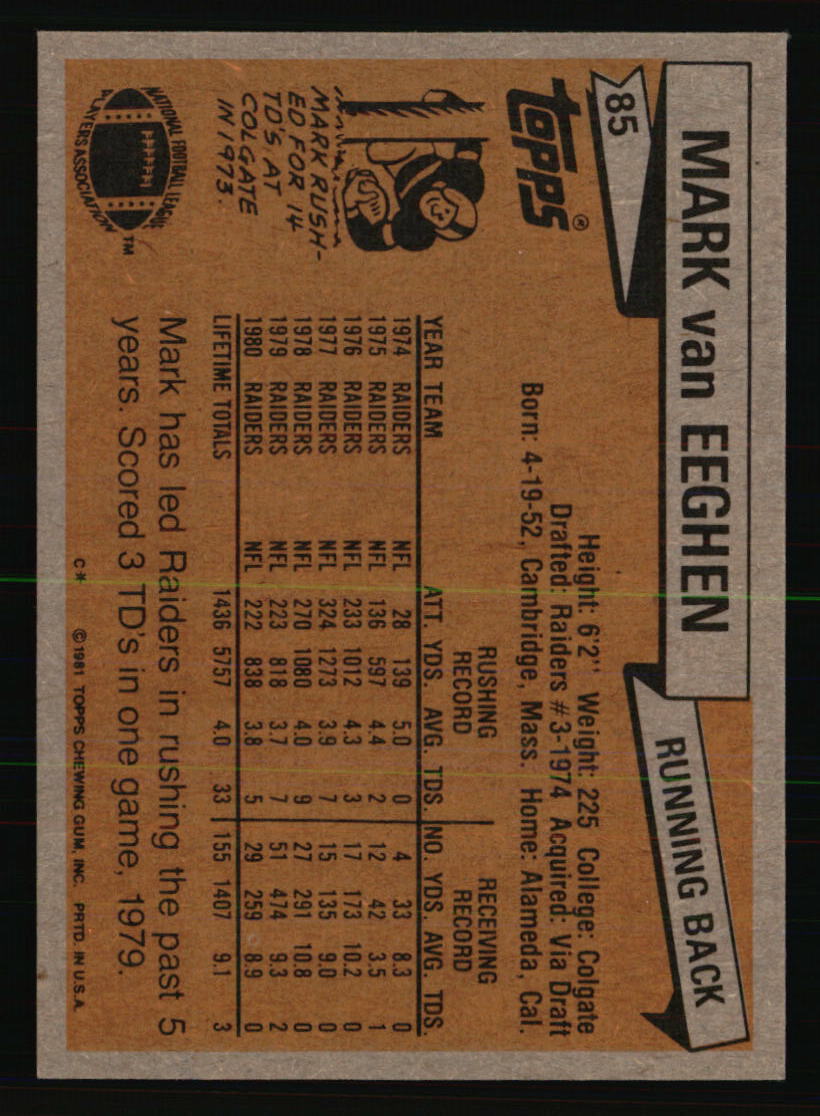 85
MARK van EEGHEN
RUNNING BACK
TOPPS®
Height: 6'2'' Weight: 225 College: Colgate
Drafted: Raiders #3-1974 Acquired: Via Draft
Born: 4-19-52, Cambridge, Mass. Home: Alameda, Cal.
MARK RUSH-
ED FOR 14
TD'S AT
COLGATE
IN 1973.
RUSHING RECORD RECEIVING RECORD
YEAR TEAM ATT. YDS. AVG. TDS. NO. YDS. AVG. TDS.
1974 RAIDERS NFL 28 139 5.0 0 4 33 8.3 0
1975 RAIDERS NFL 136 597 4.4 2 12 42 3.5 1
1976 RAIDERS NFL 233 1012 4.3 3 17 173 10.2 0
1977 RAIDERS NFL 324 1273 3.9 7 15 135 9.0 0
1978 RAIDERS NFL 270 1080 4.0 9 27 291 10.8 0
1979 RAIDERS NFL 223 818 3.7 7 51 474 9.3 2
1980 RAIDERS NFL 222 838 3.8 5 29 259 8.9 0
LIFETIME TOTALS 1436 5757 4.0 33 155 1407 9.1 3
NATIONAL FOOTBALL LEAGUE
PLAYERS ASSOCIATION
TM
Mark has led Raiders in rushing the past 5
years. Scored 3 TD's in one game, 1979.
C* ©1981 TOPPS CHEWING GUM, INC. PRTD. IN U.S.A.